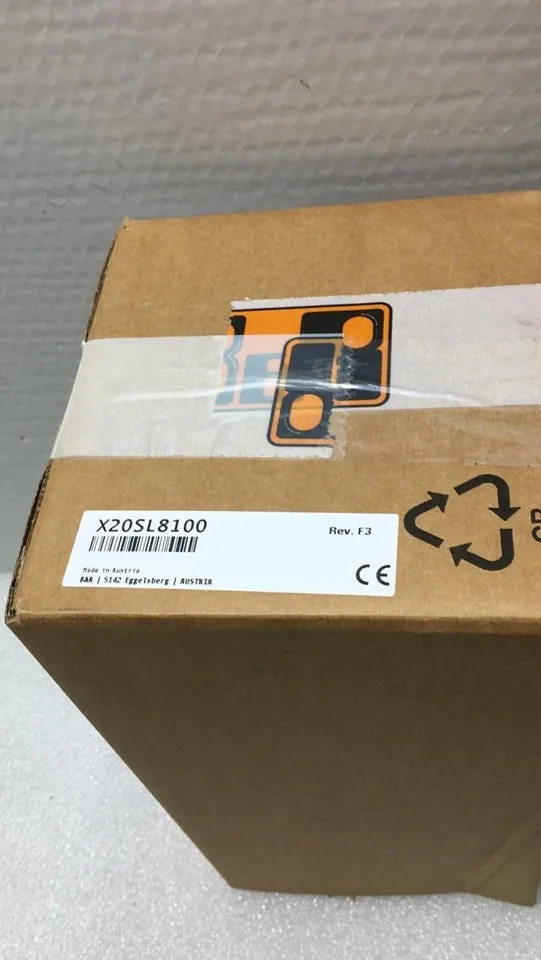 X20SL8100
Rev. F3
Made in Austria
B&R | 5142 Eggelsberg | AUSTRIA
CE